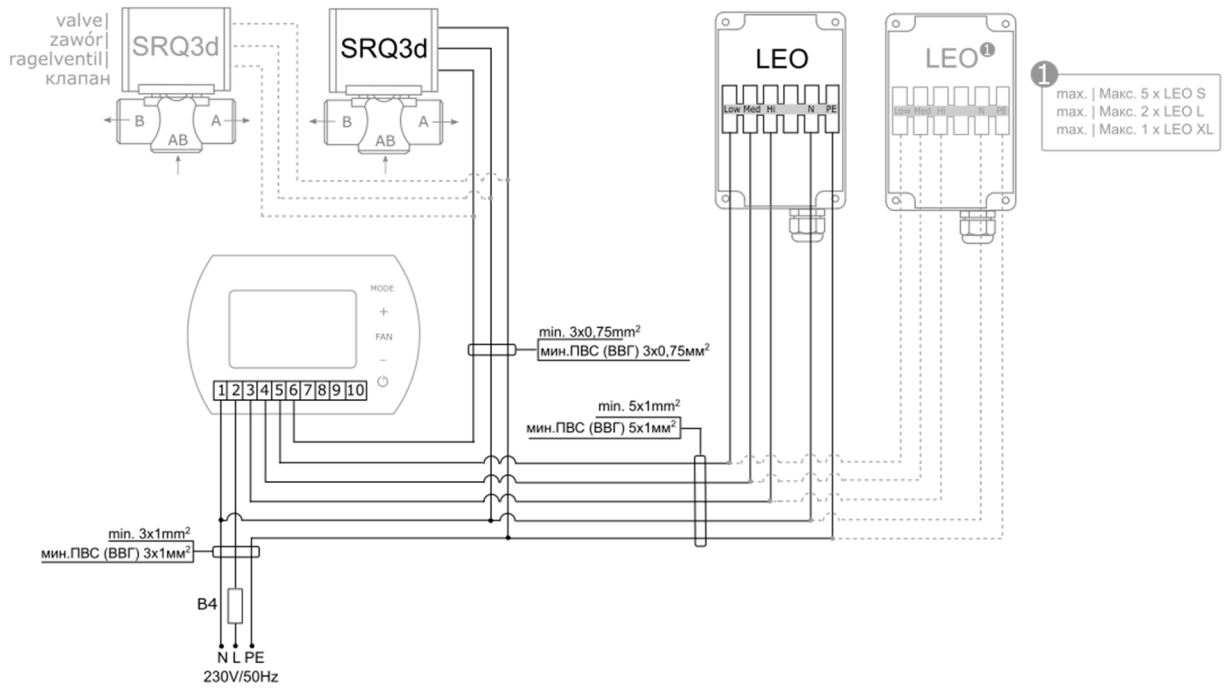 valve|
zawór|
ragelventil|
клапан
SRQ3d
B
A
AB
SRQ3d
B
A
AB
LEO
Low Med Hi N PE
LEO❶
Low Med Hi N PE
❶
max. | Макс. 5 x LEO S
max. | Макс. 2 x LEO L
max. | Макс. 1 x LEO XL
MODE
+
FAN
−
1 2 3 4 5 6 7 8 9 10
min. 3x0,75mm²
мин.ПВС (ВВГ) 3x0,75мм²
min. 5x1mm²
мин.ПВС (ВВГ) 5x1мм²
min. 3x1mm²
мин.ПВС (ВВГ) 3x1мм²
B4
N L PE
230V/50Hz